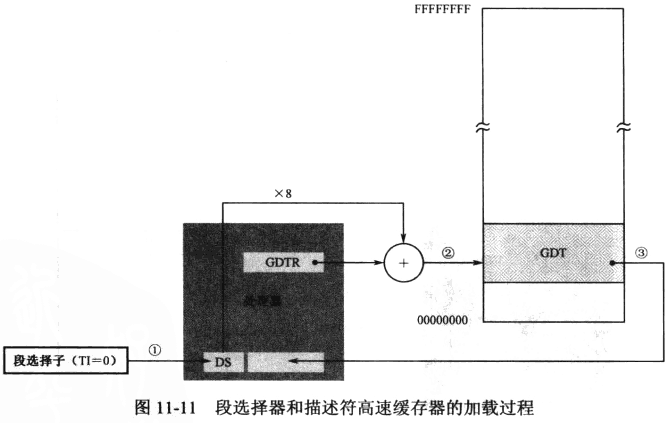 FFFFFFFF
×8
GDTR
+
②
GDT
③
处理器
00000000
段选择子（TI＝0）
①
DS
图 11-11 段选择器和描述符高速缓存器的加载过程